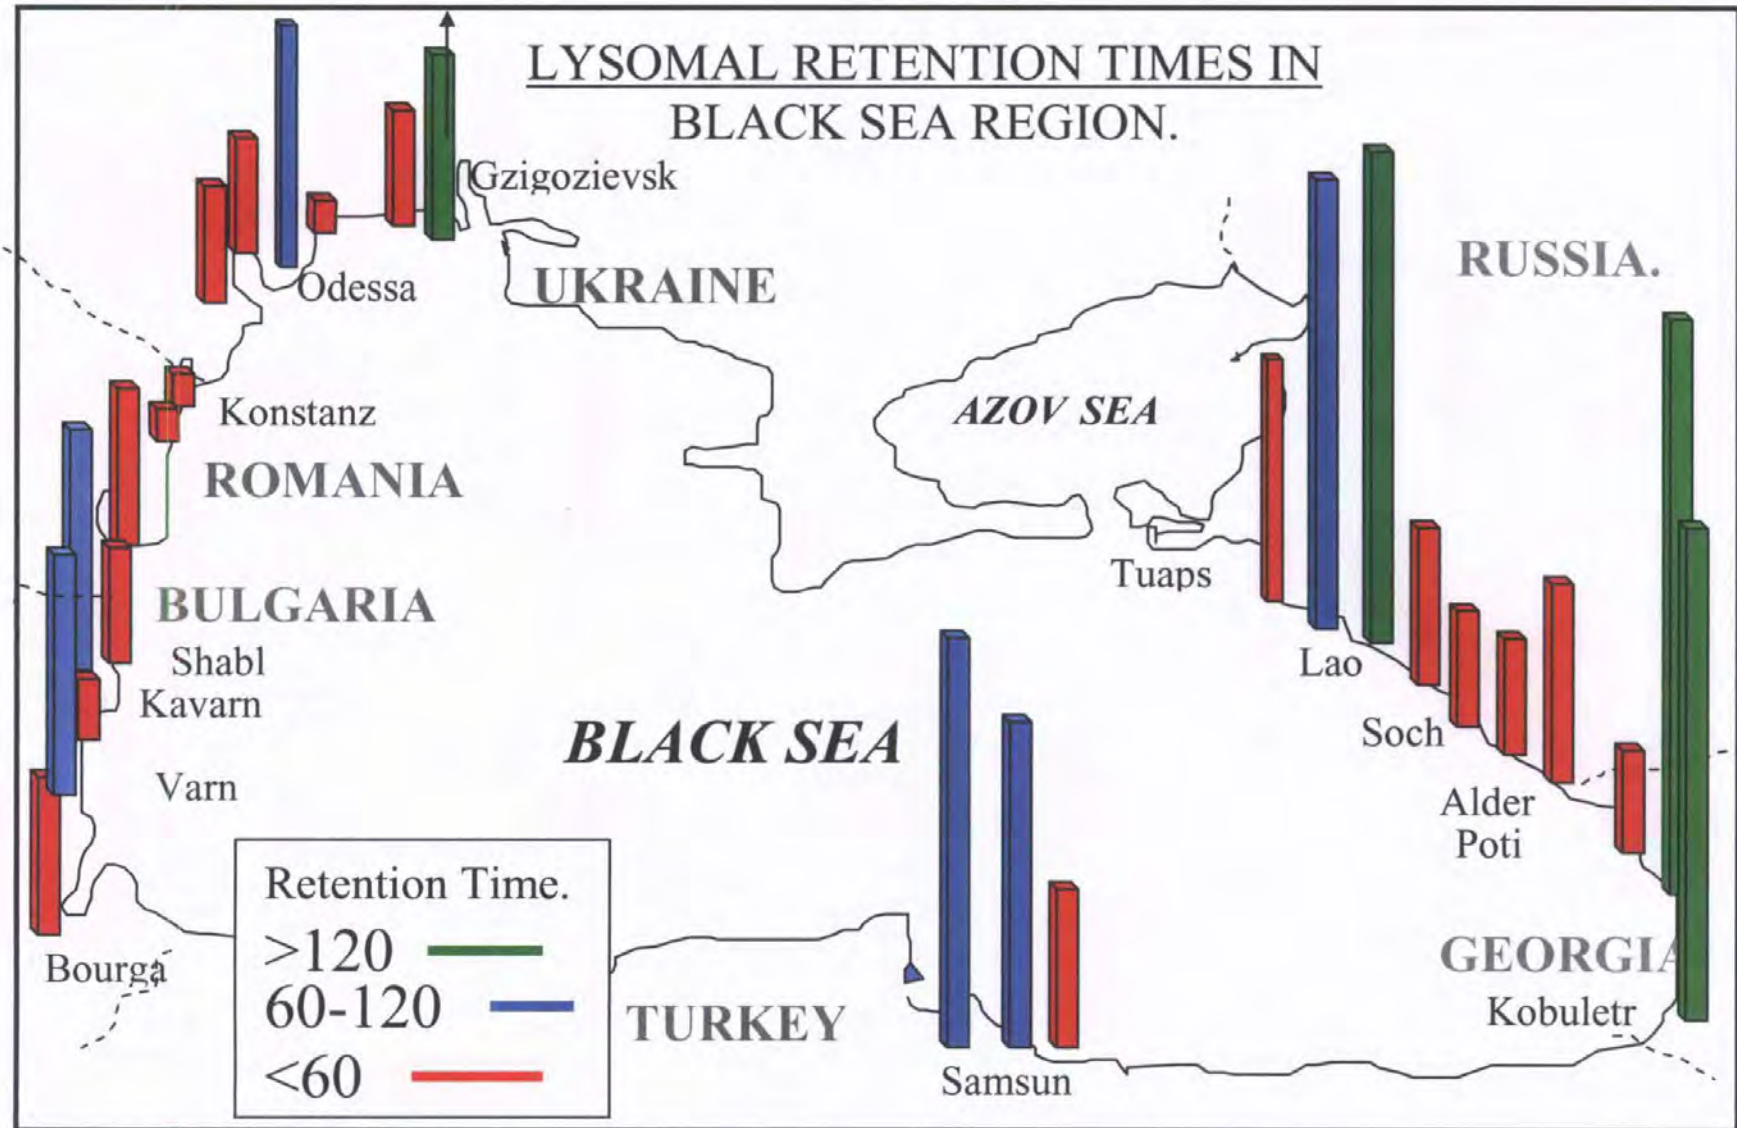 LYSOMAL RETENTION TIMES IN
BLACK SEA REGION.
Gzigozievsk
UKRAINE
Odessa
RUSSIA.
Konstanz
ROMANIA
AZOV SEA
Tuaps
BULGARIA
Shabl
Kavarn
Varn
BLACK SEA
Lao
Soch
Alder
Poti
Bourga
GEORGIA
Kobuletr
TURKEY
Samsun
Retention Time.
>120
60-120
<60